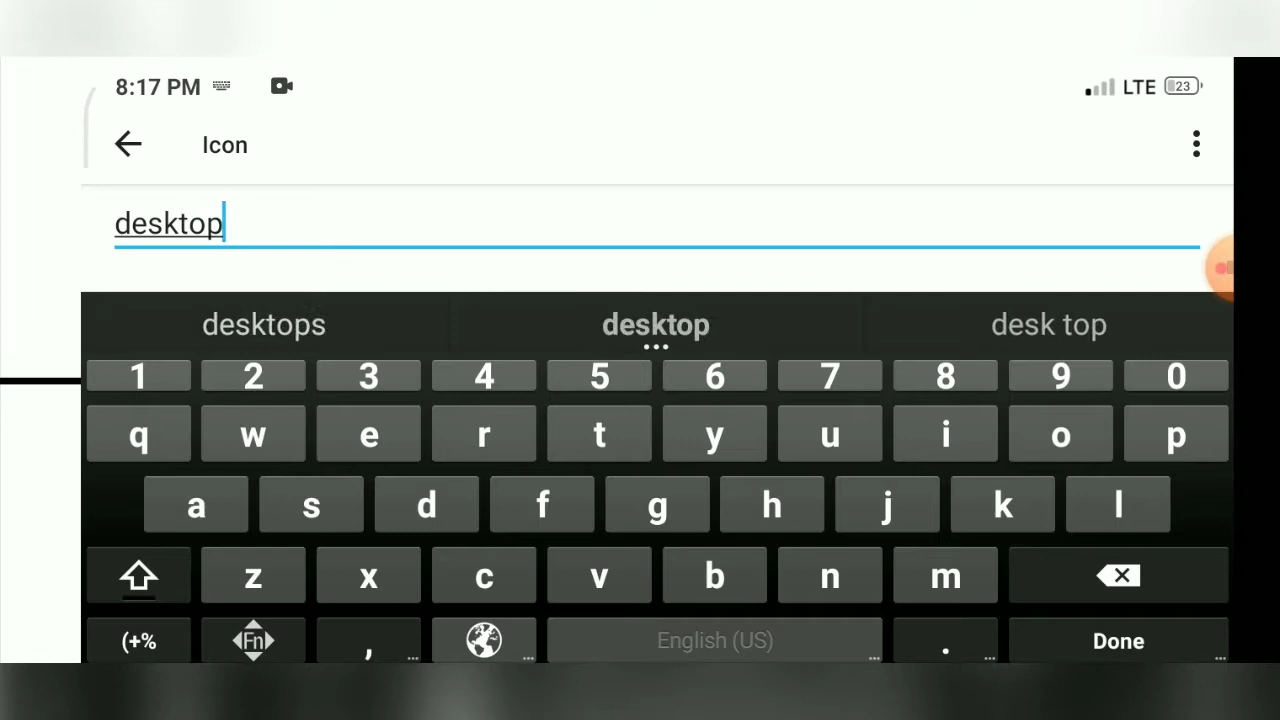 8:17 PM LTE 23
Icon
desktop
desktops desktop desk top
1 2 3 4 5 6 7 8 9 0
q w e r t y u i o p
a s d f g h j k l
z x c v b n m
(+% Fn , English (US) . Done